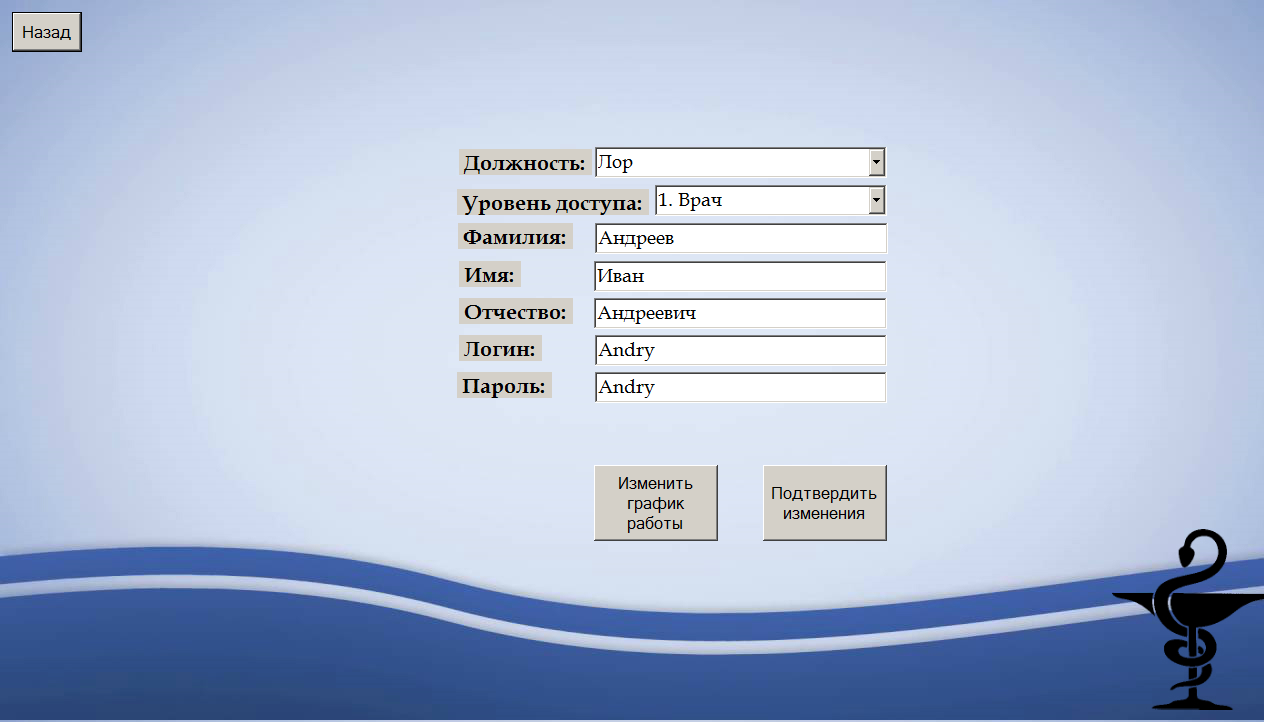 Назад
Должность: Лор
Уровень доступа: 1. Врач
Фамилия: Андреев
Имя: Иван
Отчество: Андреевич
Логин: Andry
Пароль: Andry
Изменить
график
работы
Подтвердить
изменения